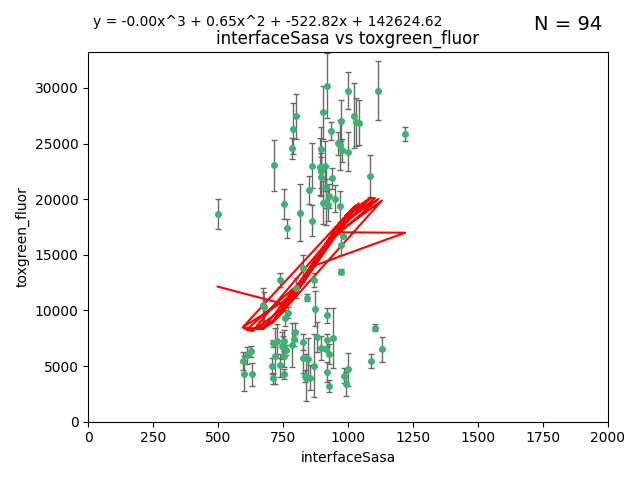 y = -0.00x^3 + 0.65x^2 + -522.82x + 142624.62
N = 94
interfaceSasa vs toxgreen_fluor
30000
25000
20000
15000
10000
5000
0
toxgreen_fluor
0 250 500 750 1000 1250 1500 1750 2000
interfaceSasa